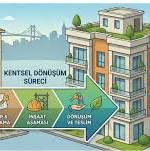 KENTSEL DÖNÜŞÜM
SÜRECİ
İNŞAAT
AŞAMASI
DÖNÜŞÜM
VE TESLİM